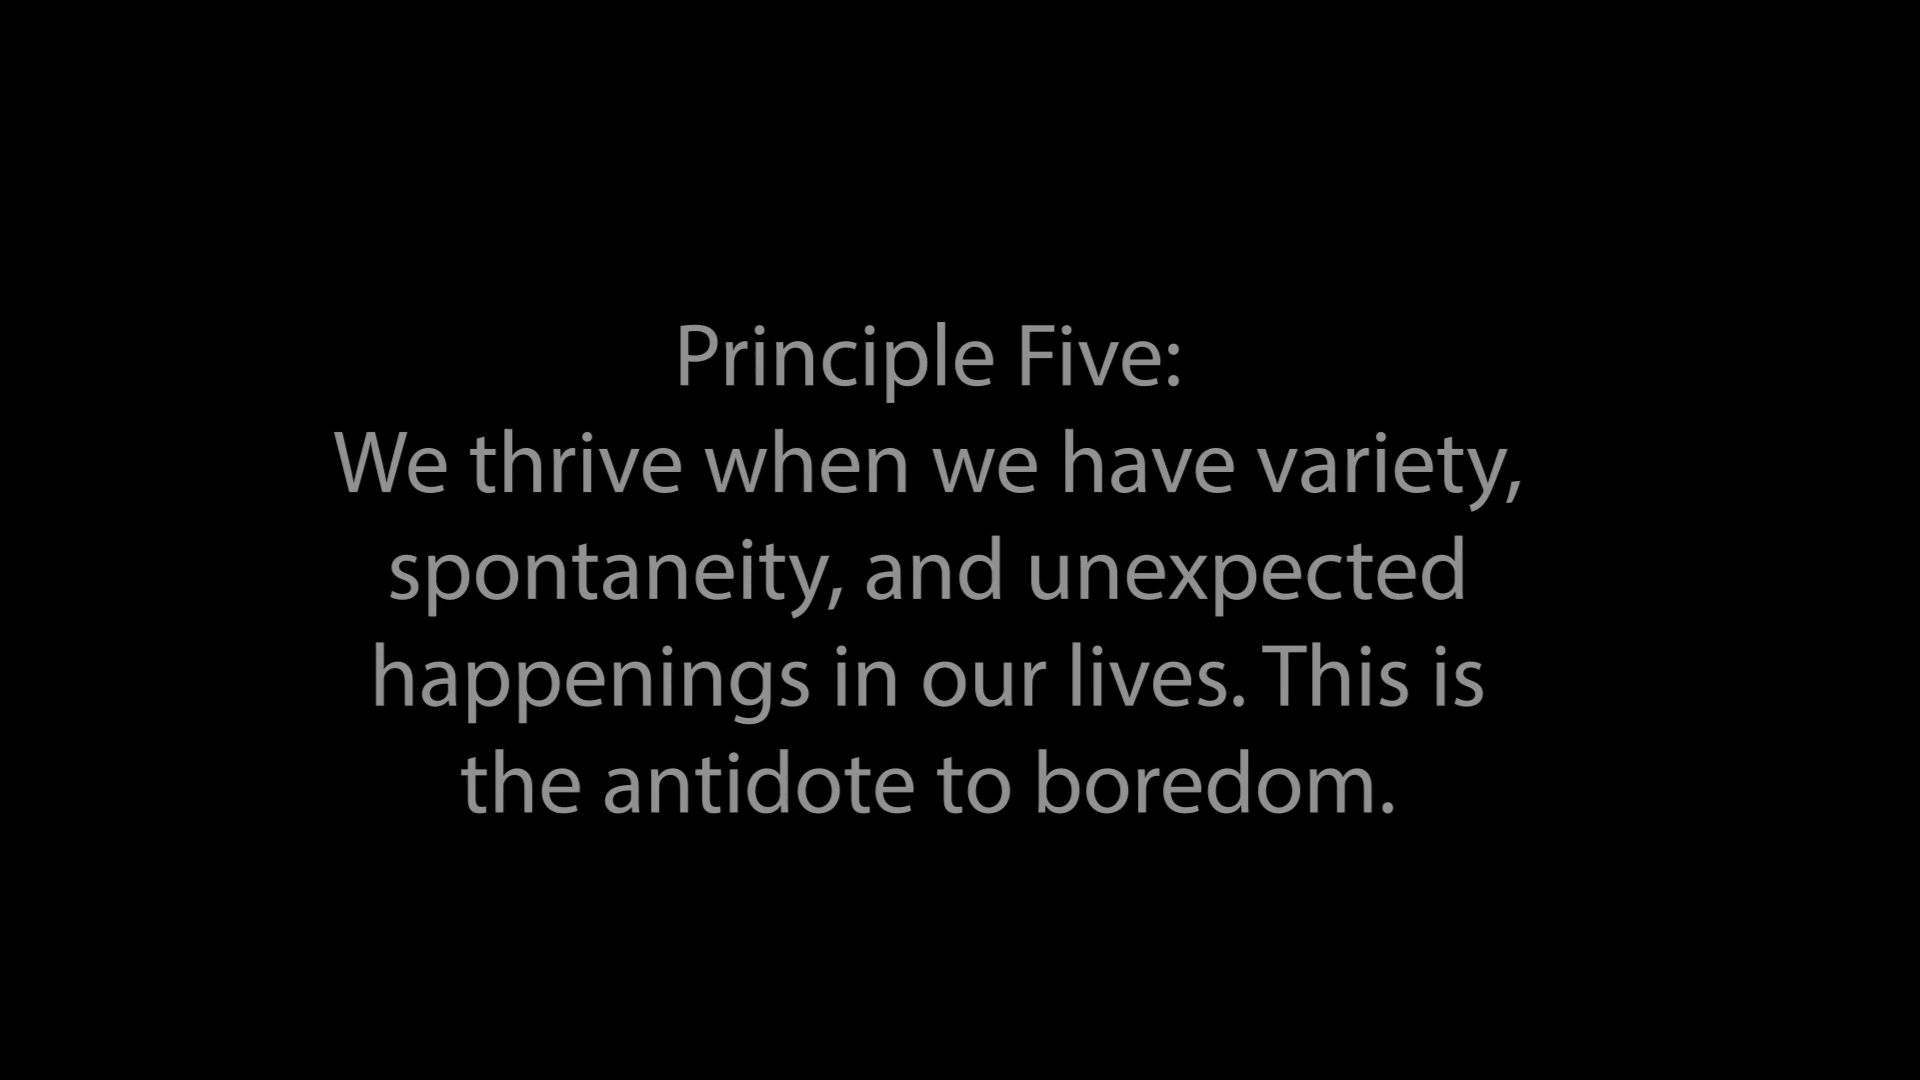 Principle Five:
We thrive when we have variety,
spontaneity, and unexpected
happenings in our lives. This is
the antidote to boredom.